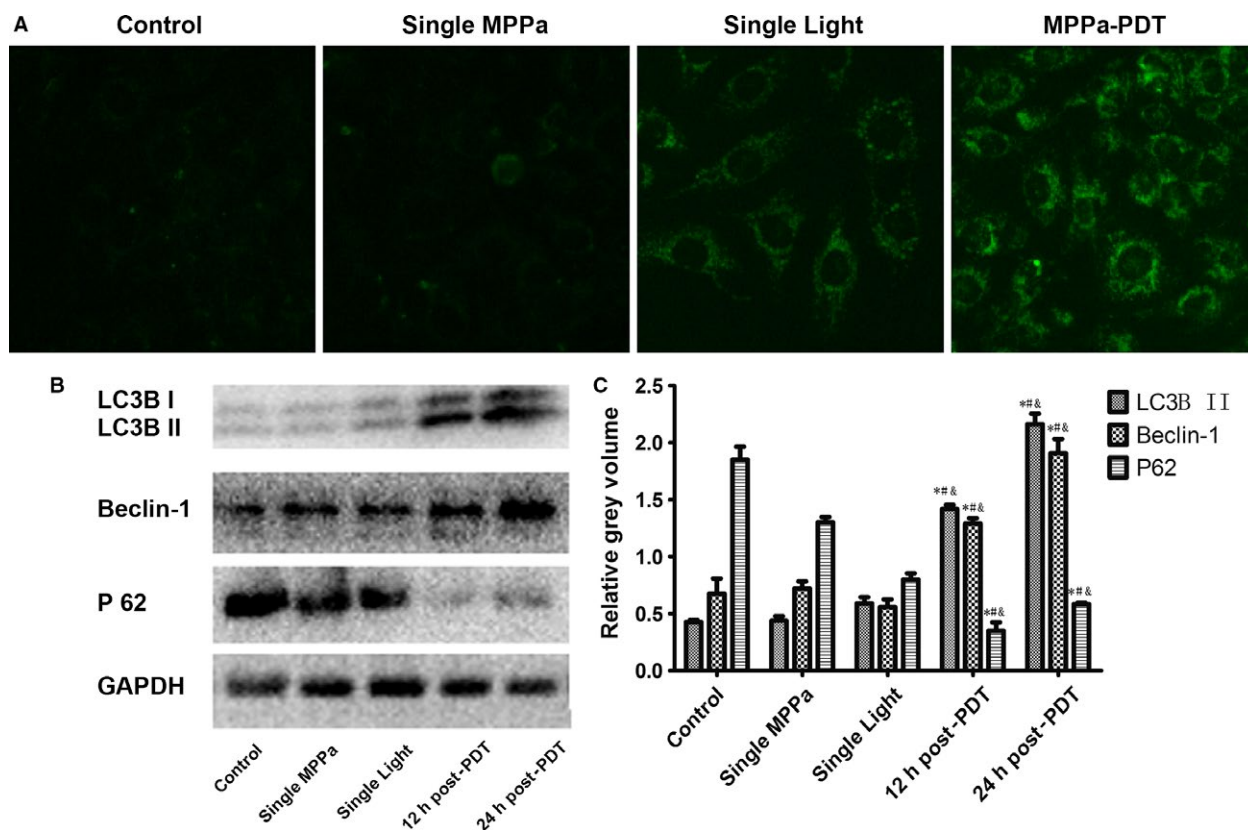 A Control Single MPPa Single Light MPPa-PDT
B
LC3B I
LC3B II
Beclin-1
P 62
GAPDH
Control Single MPPa Single Light 12 h post-PDT 24 h post-PDT
C
Relative grey volume
2.5
2.0
1.5
1.0
0.5
0.0
*#& *#& *#& *#& *#& *#&
LC3B II
Beclin-1
P62
Control Single MPPa Single Light 12 h post-PDT 24 h post-PDT